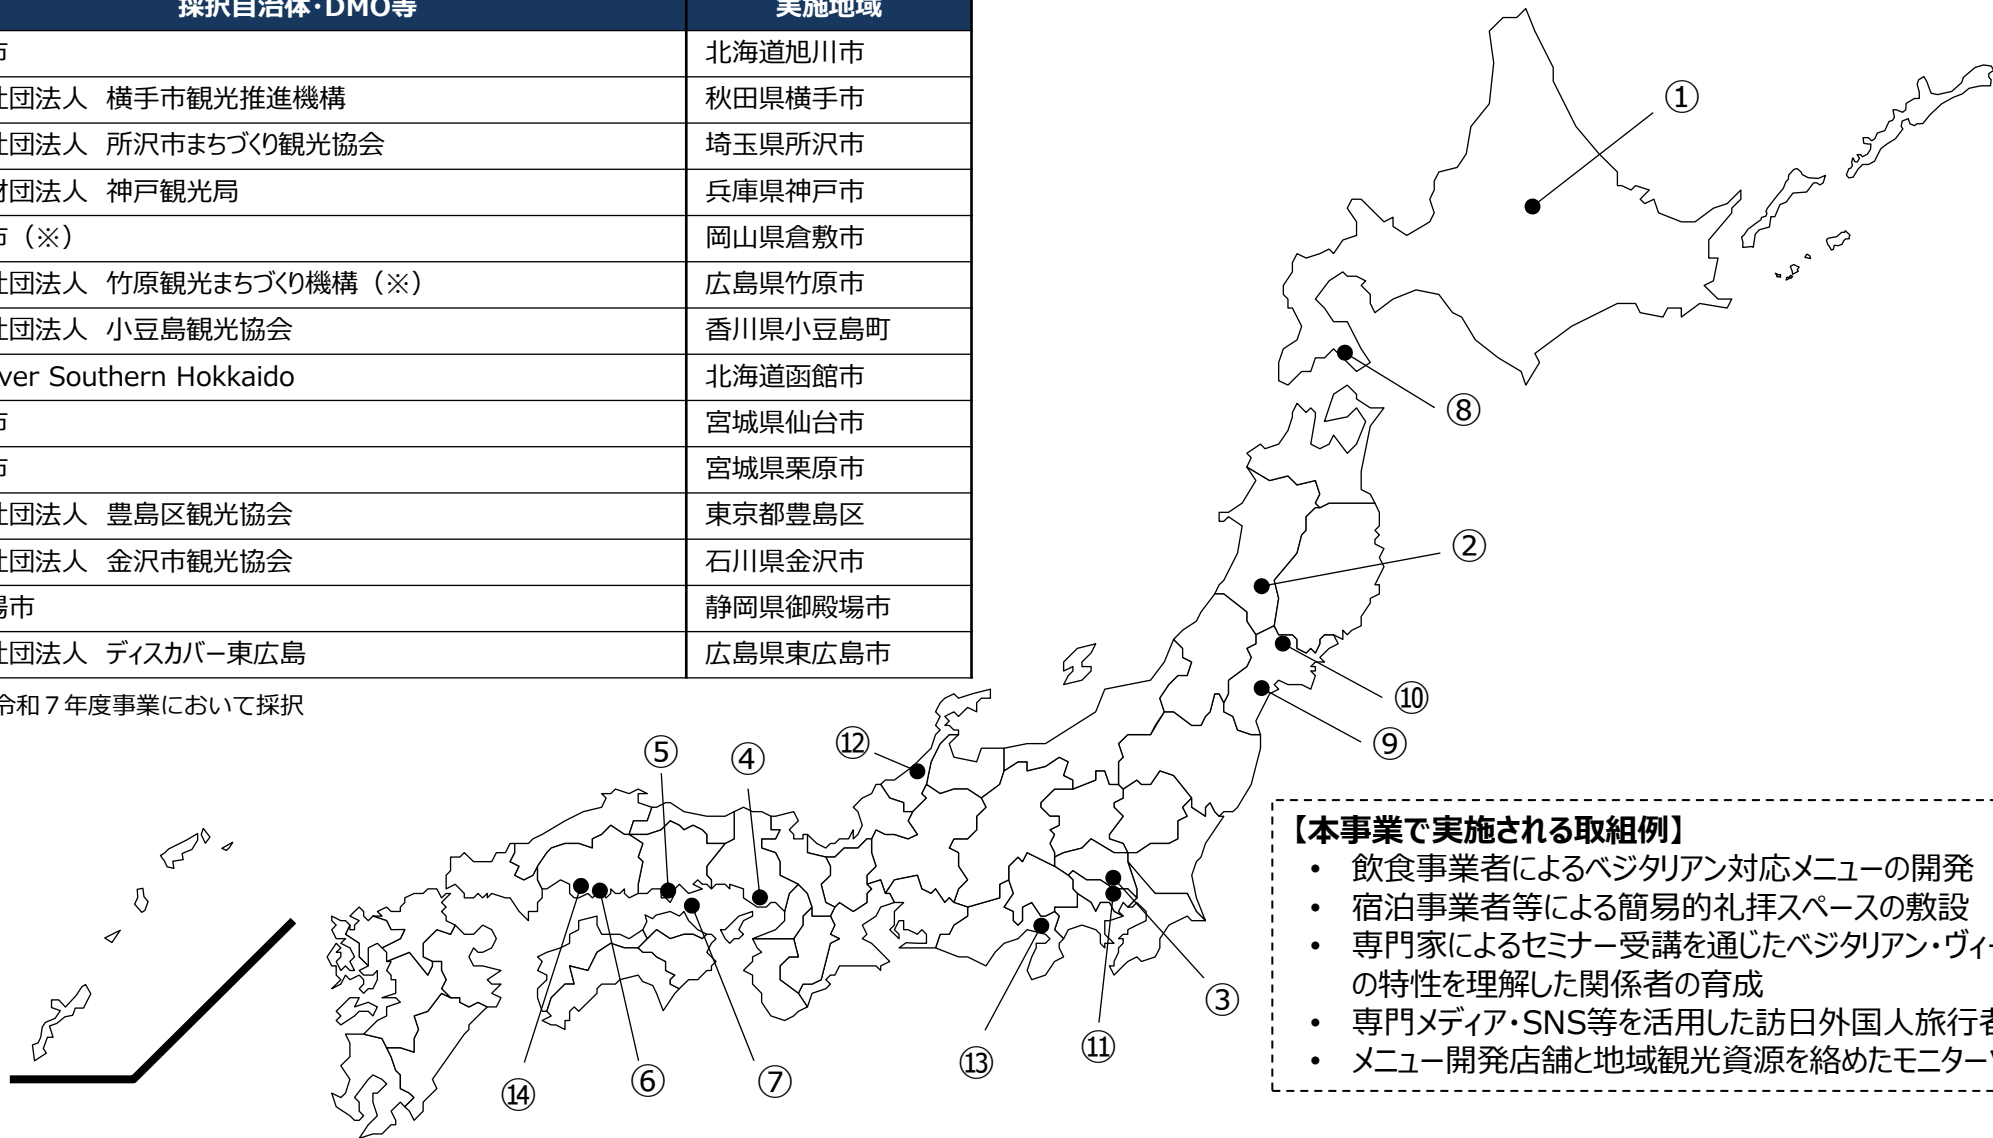 採択自治体・DMO等 実施地域
市 北海道旭川市
社団法人 横手市観光推進機構 秋田県横手市
社団法人 所沢市まちづくり観光協会 埼玉県所沢市
財団法人 神戸観光局 兵庫県神戸市
市（※） 岡山県倉敷市
社団法人 竹原観光まちづくり機構（※） 広島県竹原市
社団法人 小豆島観光協会 香川県小豆島町
ver Southern Hokkaido 北海道函館市
市 宮城県仙台市
市 宮城県栗原市
社団法人 豊島区観光協会 東京都豊島区
社団法人 金沢市観光協会 石川県金沢市
場市 静岡県御殿場市
社団法人 ディスカバー東広島 広島県東広島市
令和７年度事業において採択
①
⑧
②
⑩
⑨
⑫
⑤
④
③
⑪
⑬
⑦
⑥
⑭
【本事業で実施される取組例】
• 飲食事業者によるベジタリアン対応メニューの開発
• 宿泊事業者等による簡易的礼拝スペースの敷設
• 専門家によるセミナー受講を通じたベジタリアン・ヴィー
の特性を理解した関係者の育成
• 専門メディア・SNS等を活用した訪日外国人旅行者
• メニュー開発店舗と地域観光資源を絡めたモニター